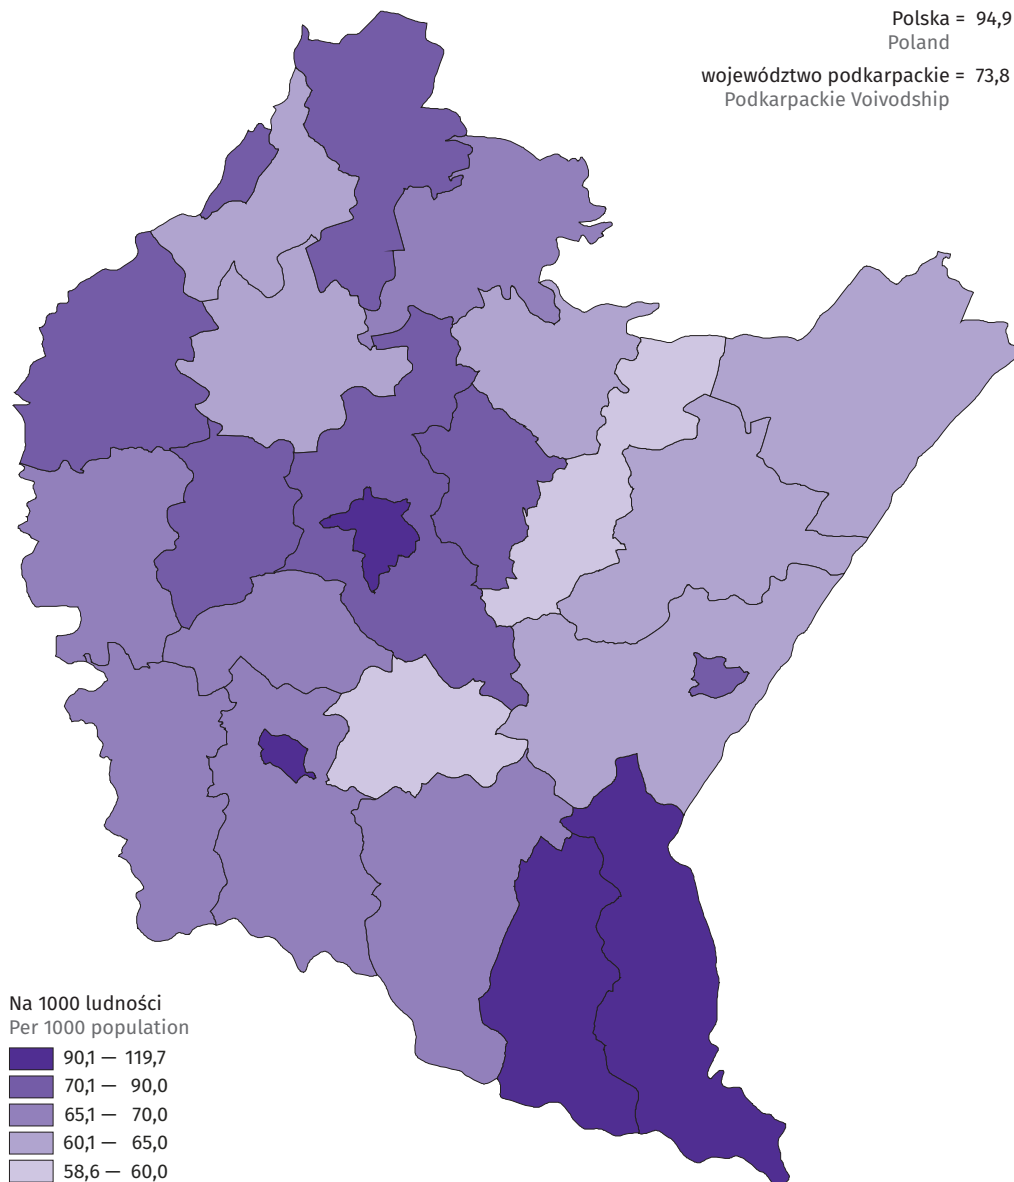 Polska = 94,9
Poland
województwo podkarpackie = 73,8
Podkarpackie Voivodship
Na 1000 ludności
Per 1000 population
90,1 — 119,7
70,1 — 90,0
65,1 — 70,0
60,1 — 65,0
58,6 — 60,0